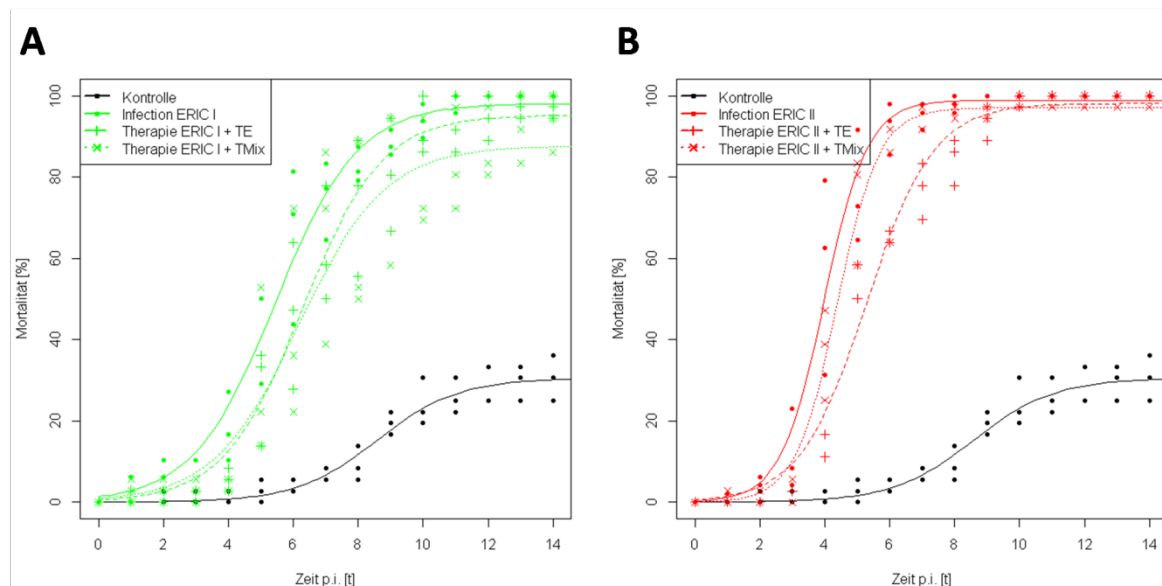 A
Kontrolle
Infection ERIC I
Therapie ERIC I + TE
Therapie ERIC I + TMix
Mortalität [%]
100
80
60
40
20
0
0 2 4 6 8 10 12 14
Zeit p.i. [t]
B
Kontrolle
Infection ERIC II
Therapie ERIC II + TE
Therapie ERIC II + TMix
Mortalität [%]
100
80
60
40
20
0
0 2 4 6 8 10 12 14
Zeit p.i. [t]